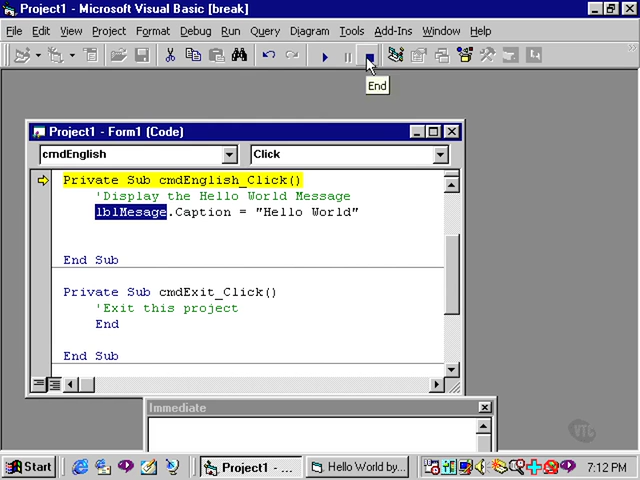 Project1 - Microsoft Visual Basic [break]
File Edit View Project Format Debug Run Query Diagram Tools Add-Ins Window Help
End
Project1 - Form1 (Code)
cmdEnglish Click
Private Sub cmdEnglish_Click()
'Display the Hello World Message
lblMesage.Caption = "Hello World"
End Sub
Private Sub cmdExit_Click()
'Exit this project
End
End Sub
Immediate
VTC
Start Project1 - ... Hello World by... 7:12 PM